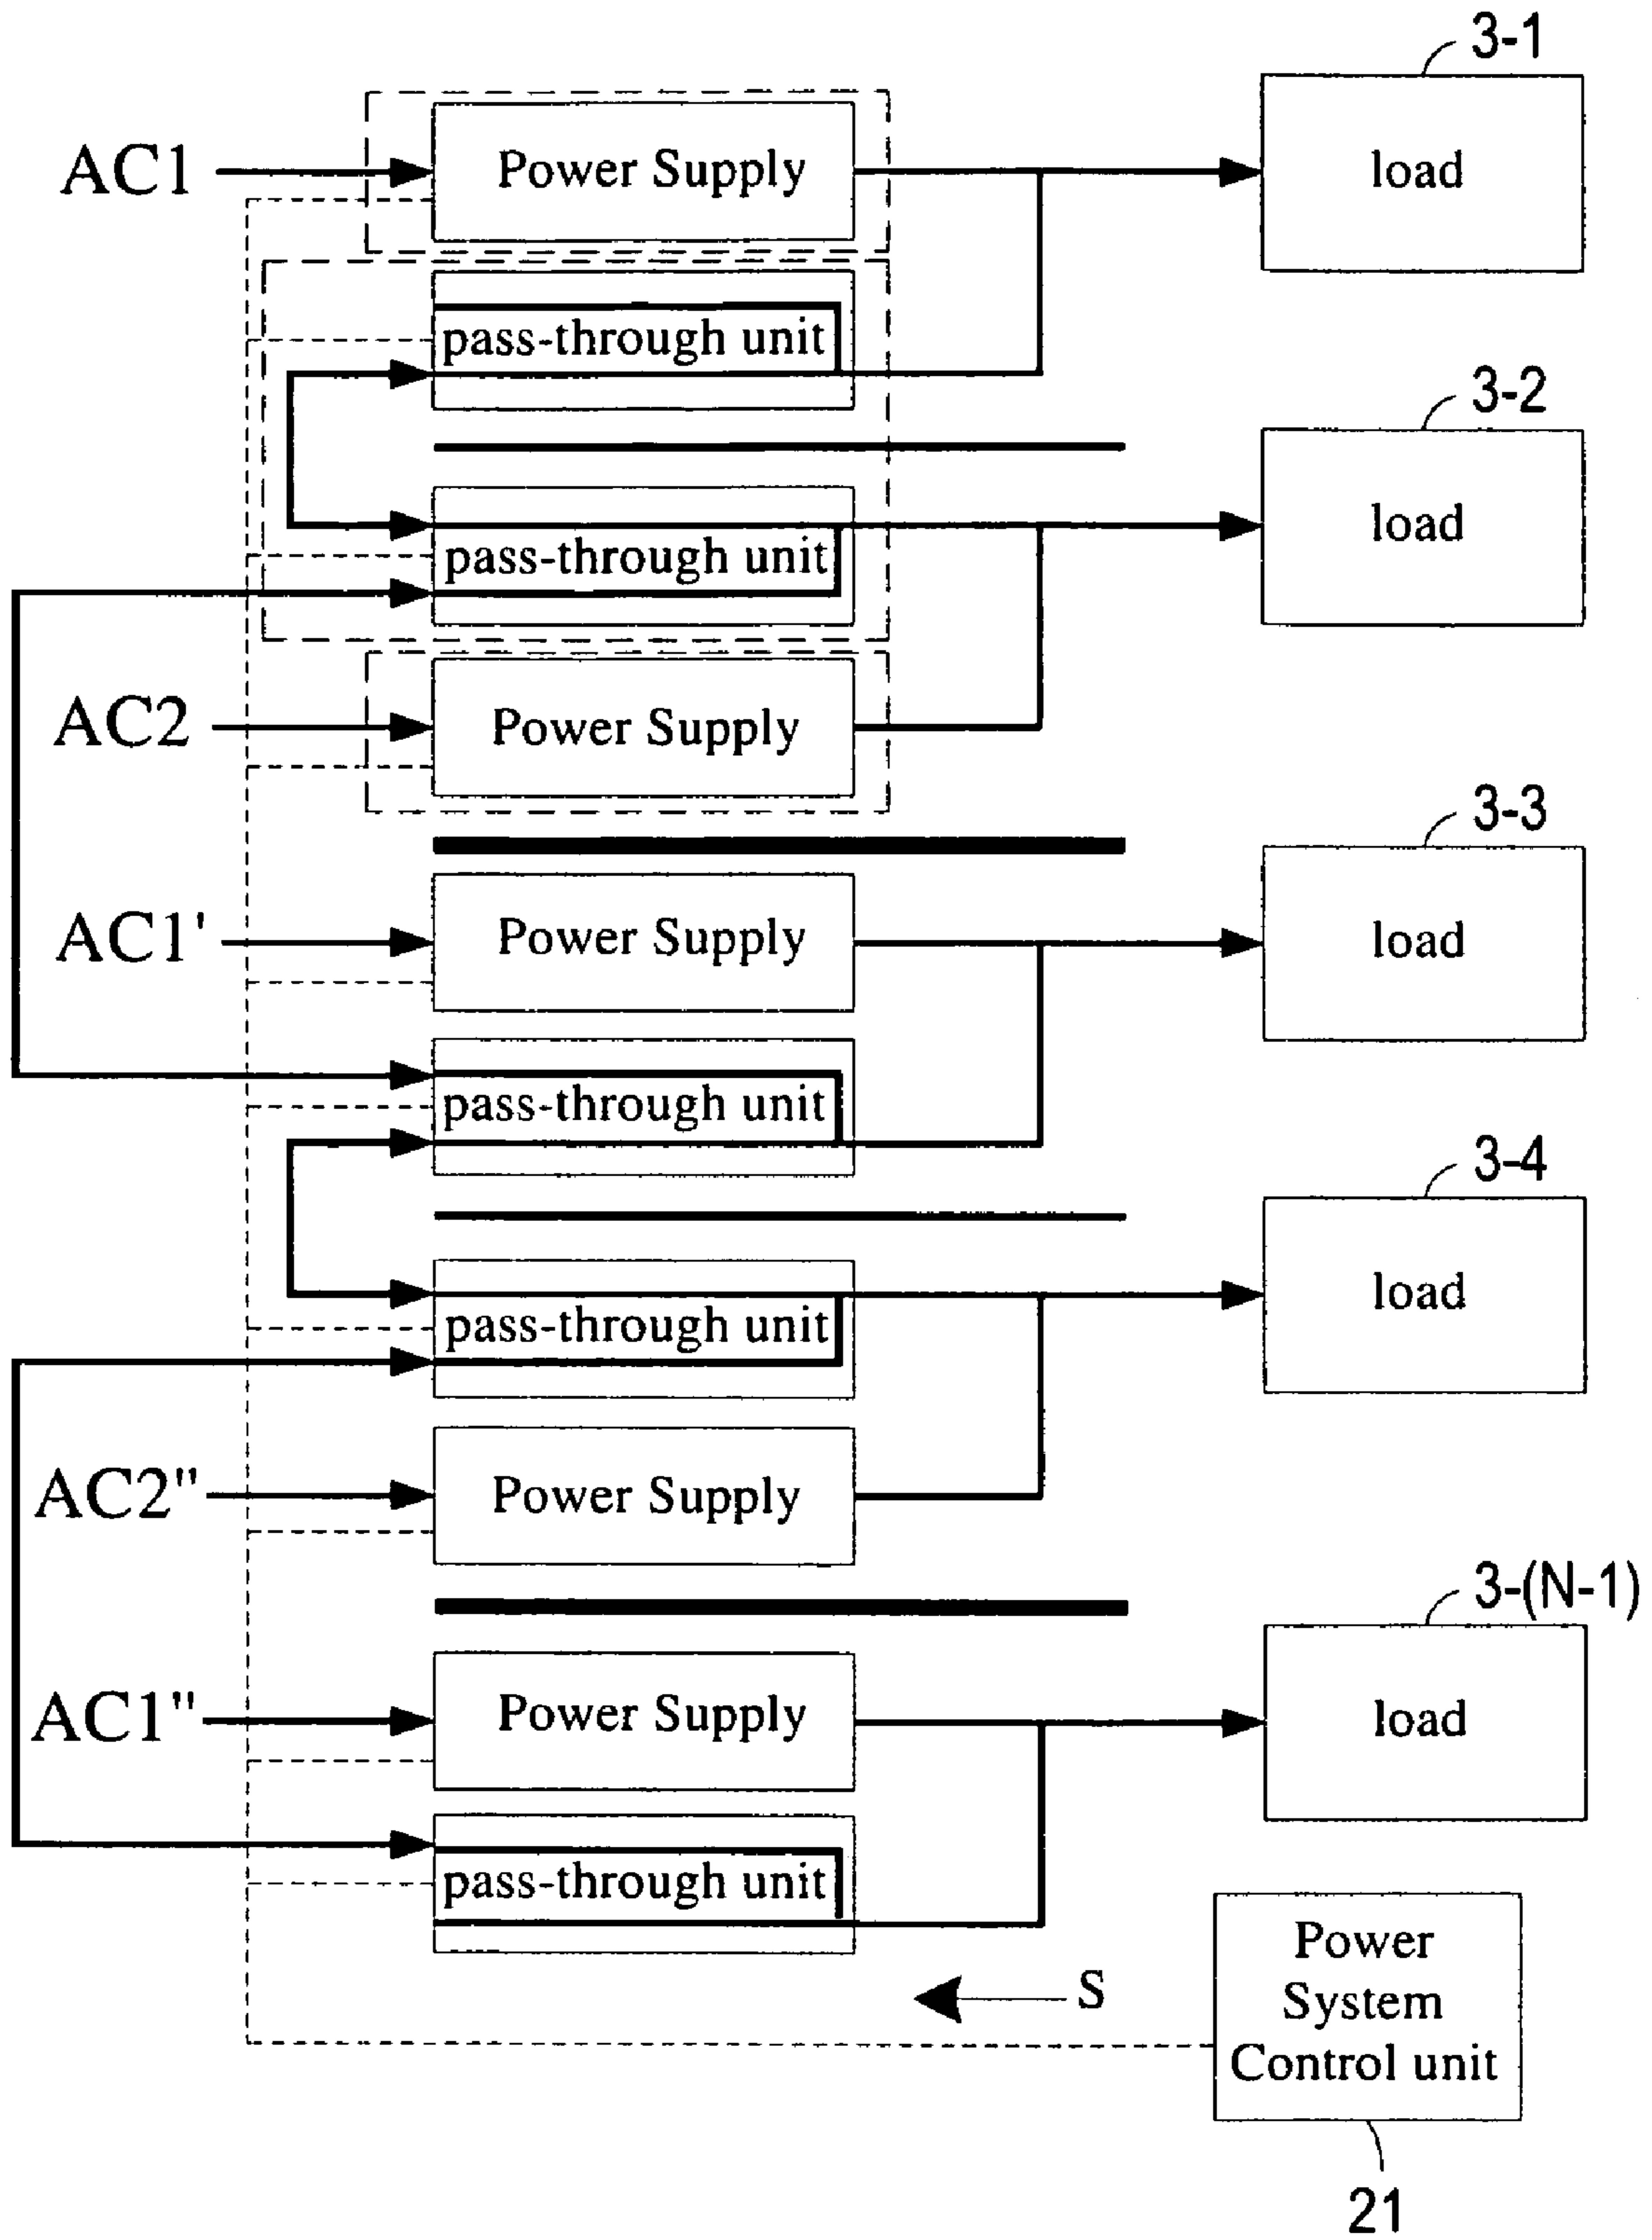 3-1
AC1
Power Supply
load
pass-through unit
3-2
load
pass-through unit
AC2
Power Supply
3-3
AC1'
Power Supply
load
pass-through unit
3-4
load
pass-through unit
AC2"
Power Supply
3-(N-1)
AC1"
Power Supply
load
pass-through unit
S
Power
System
Control unit
21